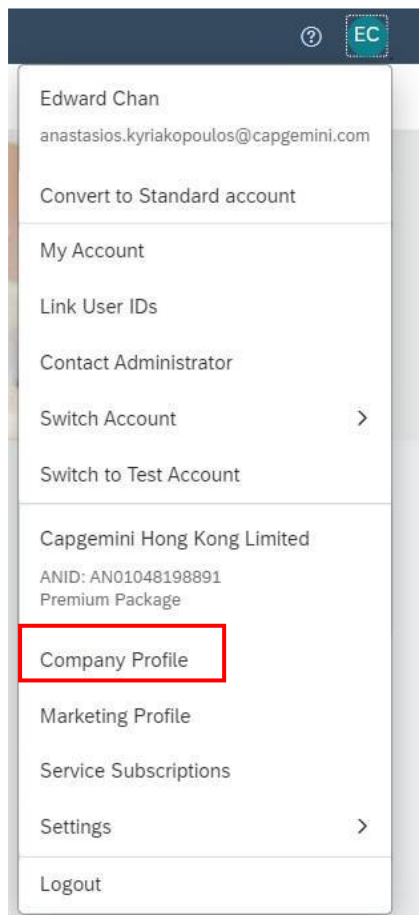 ?
EC
Edward Chan
anastasios.kyriakopoulos@capgemini.com
Convert to Standard account
My Account
Link User IDs
Contact Administrator
Switch Account
Switch to Test Account
Capgemini Hong Kong Limited
ANID: AN01048198891
Premium Package
Company Profile
Marketing Profile
Service Subscriptions
Settings
Logout